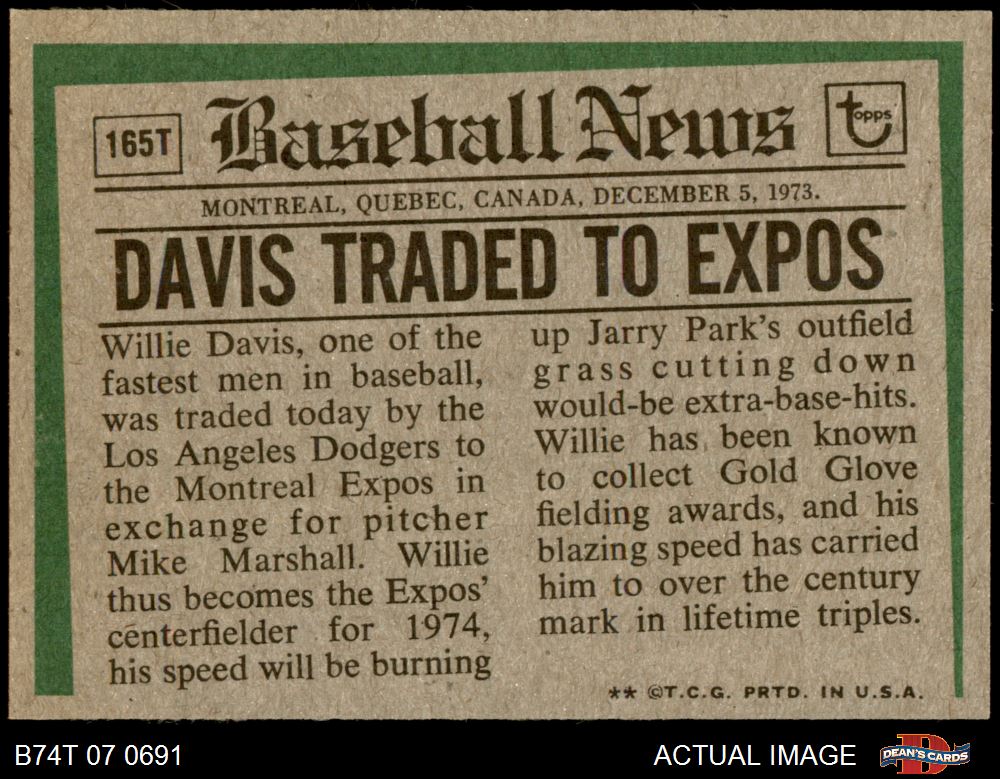 165T
Baseball News
topps
MONTREAL, QUEBEC, CANADA, DECEMBER 5, 1973.
DAVIS TRADED TO EXPOS
Willie Davis, one of the
fastest men in baseball,
was traded today by the
Los Angeles Dodgers to
the Montreal Expos in
exchange for pitcher
Mike Marshall. Willie
thus becomes the Expos'
centerfielder for 1974,
his speed will be burning
up Jarry Park's outfield
grass cutting down
would-be extra-base-hits.
Willie has been known
to collect Gold Glove
fielding awards, and his
blazing speed has carried
him to over the century
mark in lifetime triples.
** ©T.C.G. PRTD. IN U.S.A.
B74T 07 0691
ACTUAL IMAGE
D
DEAN'S CARDS